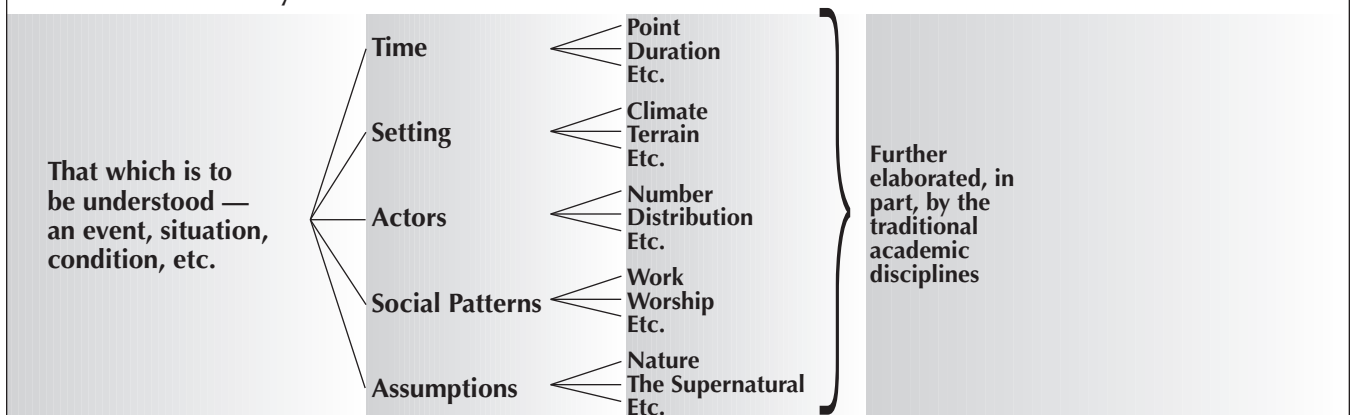 That which is to
be understood —
an event, situation,
condition, etc.
Time
Point
Duration
Etc.
Setting
Climate
Terrain
Etc.
Actors
Number
Distribution
Etc.
Social Patterns
Work
Worship
Etc.
Assumptions
Nature
The Supernatural
Etc.
Further
elaborated, in
part, by the
traditional
academic
disciplines